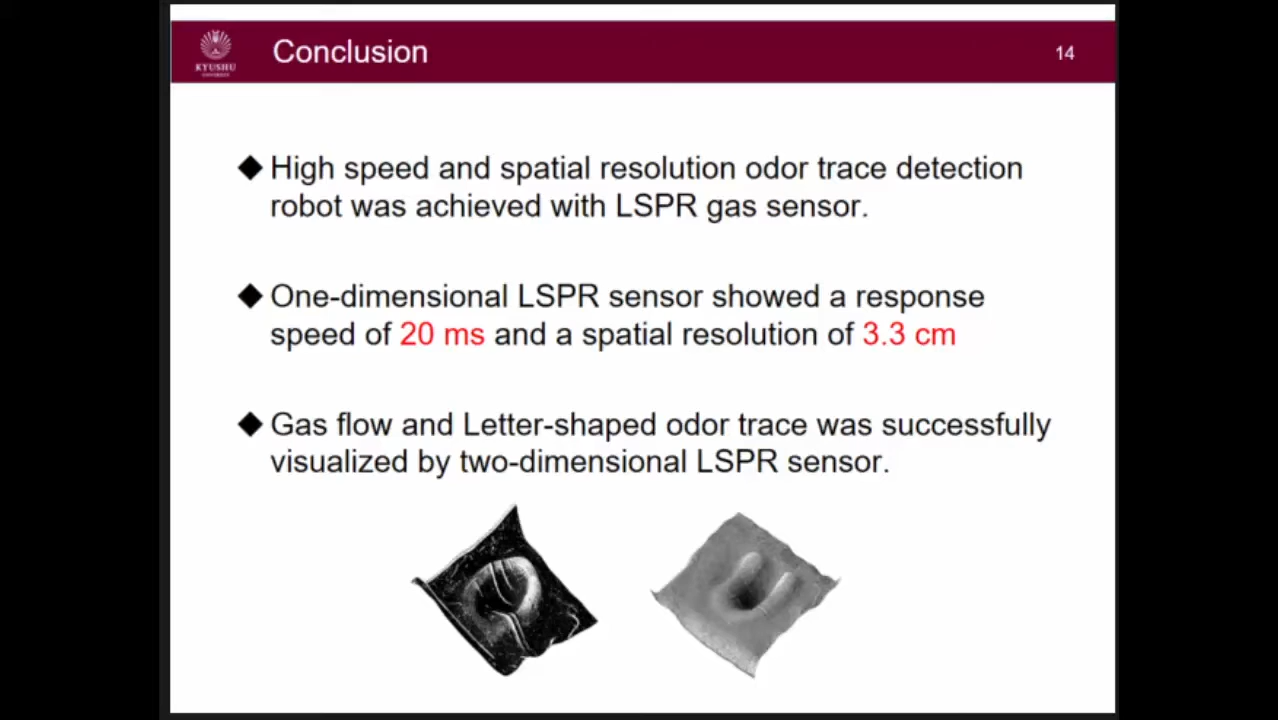 KYUSHU
UNIVERSITY
Conclusion
14
◆ High speed and spatial resolution odor trace detection
robot was achieved with LSPR gas sensor.
◆ One-dimensional LSPR sensor showed a response
speed of 20 ms and a spatial resolution of 3.3 cm
◆ Gas flow and Letter-shaped odor trace was successfully
visualized by two-dimensional LSPR sensor.